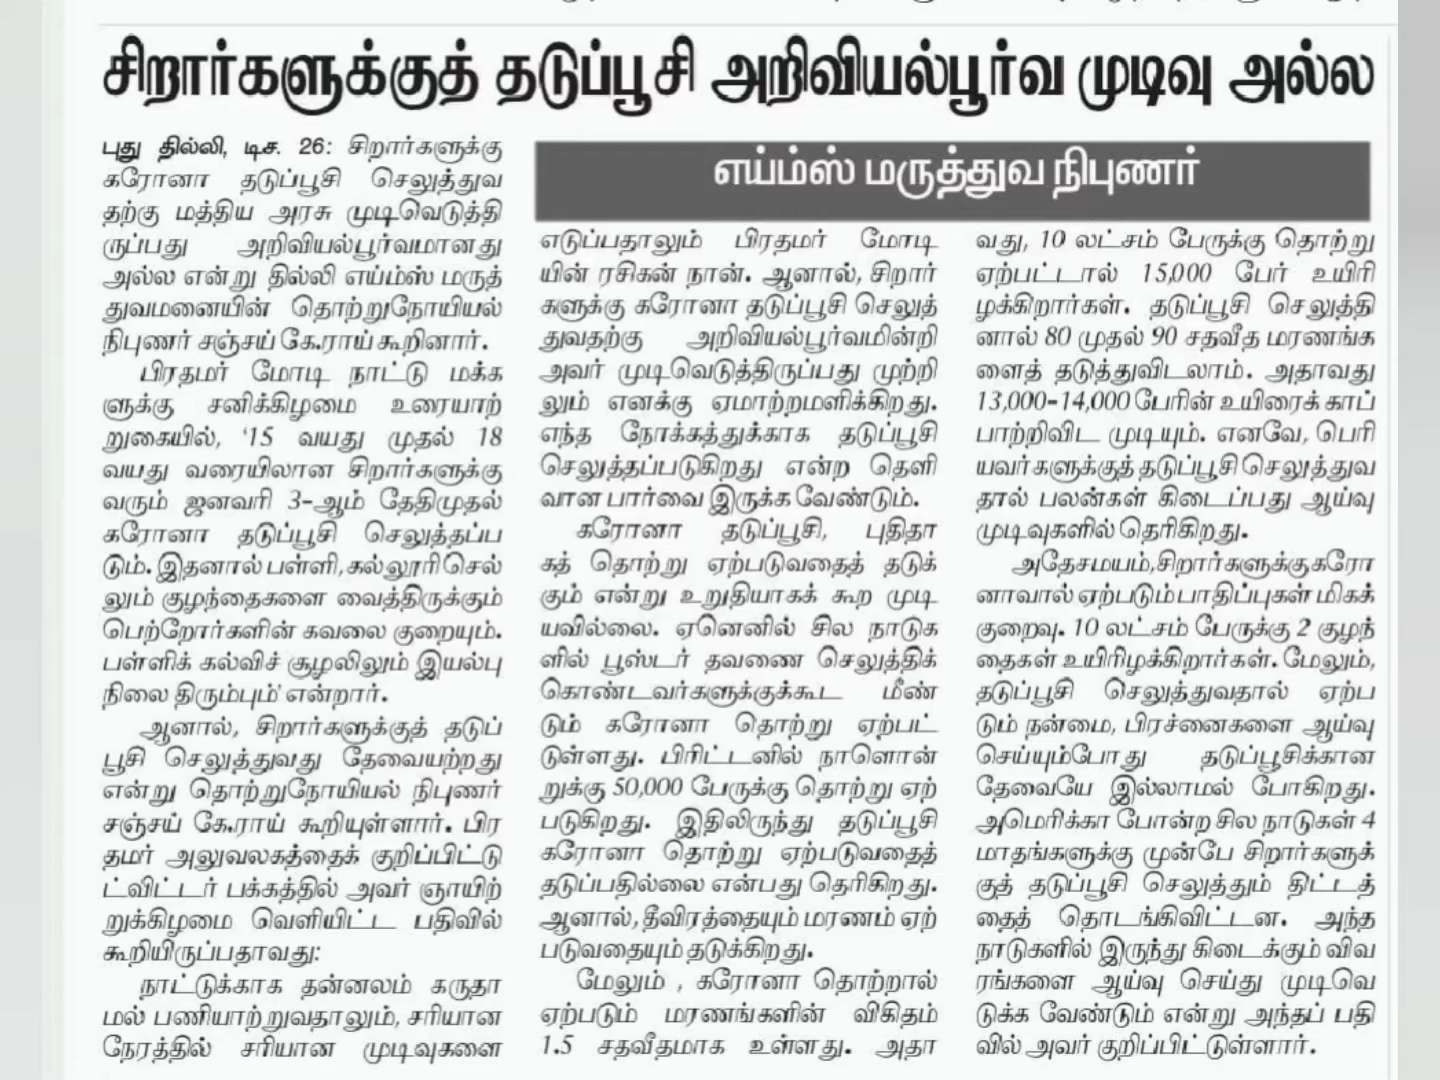 சிறார்களுக்குத் தடுப்பூசி அறிவியல்பூர்வ முடிவு அல்ல
எய்ம்ஸ் மருத்துவ நிபுணர்
புது தில்லி, டிச. 26: சிறார்களுக்கு
கரோனா தடுப்பூசி செலுத்துவ
தற்கு மத்திய அரசு முடிவெடுத்தி
ருப்பது அறிவியல்பூர்வமானது
அல்ல என்று தில்லி எய்ம்ஸ் மருத்
துவமனையின் தொற்றுநோயியல்
நிபுணர் சஞ்சய் கே.ராய் கூறினார்.
பிரதமர் மோடி நாட்டு மக்க
ளுக்கு சனிக்கிழமை உரையாற்
றுகையில், '15 வயது முதல் 18
வயது வரையிலான சிறார்களுக்கு
வரும் ஜனவரி 3-ஆம் தேதிமுதல்
கரோனா தடுப்பூசி செலுத்தப்ப
டும். இதனால் பள்ளி, கல்லூரி செல்
லும் குழந்தைகளை வைத்திருக்கும்
பெற்றோர்களின் கவலை குறையும்.
பள்ளிக் கல்விச் சூழலிலும் இயல்பு
நிலை திரும்பும்' என்றார்.
ஆனால், சிறார்களுக்குத் தடுப்
பூசி செலுத்துவது தேவையற்றது
என்று தொற்றுநோயியல் நிபுணர்
சஞ்சய் கே.ராய் கூறியுள்ளார். பிர
தமர் அலுவலகத்தைக் குறிப்பிட்டு
ட்விட்டர் பக்கத்தில் அவர் ஞாயிற்
றுக்கிழமை வெளியிட்ட பதிவில்
கூறியிருப்பதாவது:
நாட்டுக்காக தன்னலம் கருதா
மல் பணியாற்றுவதாலும், சரியான
நேரத்தில் சரியான முடிவுகளை
எடுப்பதாலும் பிரதமர் மோடி
யின் ரசிகன் நான். ஆனால், சிறார்
களுக்கு கரோனா தடுப்பூசி செலுத்
துவதற்கு அறிவியல்பூர்வமின்றி
அவர் முடிவெடுத்திருப்பது முற்றி
லும் எனக்கு ஏமாற்றமளிக்கிறது.
எந்த நோக்கத்துக்காக தடுப்பூசி
செலுத்தப்படுகிறது என்ற தெளி
வான பார்வை இருக்க வேண்டும்.
கரோனா தடுப்பூசி, புதிதா
கத் தொற்று ஏற்படுவதைத் தடுக்
கும் என்று உறுதியாகக் கூற முடி
யவில்லை. ஏனெனில் சில நாடுக
ளில் பூஸ்டர் தவணை செலுத்திக்
கொண்டவர்களுக்குக்கூட மீண்
டும் கரோனா தொற்று ஏற்பட்
டுள்ளது. பிரிட்டனில் நாளொன்
றுக்கு 50,000 பேருக்கு தொற்று ஏற்
படுகிறது. இதிலிருந்து தடுப்பூசி
கரோனா தொற்று ஏற்படுவதைத்
தடுப்பதில்லை என்பது தெரிகிறது.
ஆனால், தீவிரத்தையும் மரணம் ஏற்
படுவதையும் தடுக்கிறது.
மேலும் , கரோனா தொற்றால்
ஏற்படும் மரணங்களின் விகிதம்
1.5 சதவீதமாக உள்ளது. அதா
வது, 10 லட்சம் பேருக்கு தொற்று
ஏற்பட்டால் 15,000 பேர் உயிரி
ழக்கிறார்கள். தடுப்பூசி செலுத்தி
னால் 80 முதல் 90 சதவீத மரணங்க
ளைத் தடுத்துவிடலாம். அதாவது
13,000-14,000 பேரின் உயிரைக் காப்
பாற்றிவிட முடியும். எனவே, பெரி
யவர்களுக்குத் தடுப்பூசி செலுத்துவ
தால் பலன்கள் கிடைப்பது ஆய்வு
முடிவுகளில் தெரிகிறது.
அதேசமயம், சிறார்களுக்கு கரோ
னாவால் ஏற்படும் பாதிப்புகள் மிகக்
குறைவு. 10 லட்சம் பேருக்கு 2 குழந்
தைகள் உயிரிழக்கிறார்கள். மேலும்,
தடுப்பூசி செலுத்துவதால் ஏற்ப
டும் நன்மை, பிரச்னைகளை ஆய்வு
செய்யும்போது தடுப்பூசிக்கான
தேவையே இல்லாமல் போகிறது.
அமெரிக்கா போன்ற சில நாடுகள் 4
மாதங்களுக்கு முன்பே சிறார்களுக்
குத் தடுப்பூசி செலுத்தும் திட்டத்
தைத் தொடங்கிவிட்டன. அந்த
நாடுகளில் இருந்து கிடைக்கும் விவ
ரங்களை ஆய்வு செய்து முடிவெ
டுக்க வேண்டும் என்று அந்தப் பதி
வில் அவர் குறிப்பிட்டுள்ளார்.